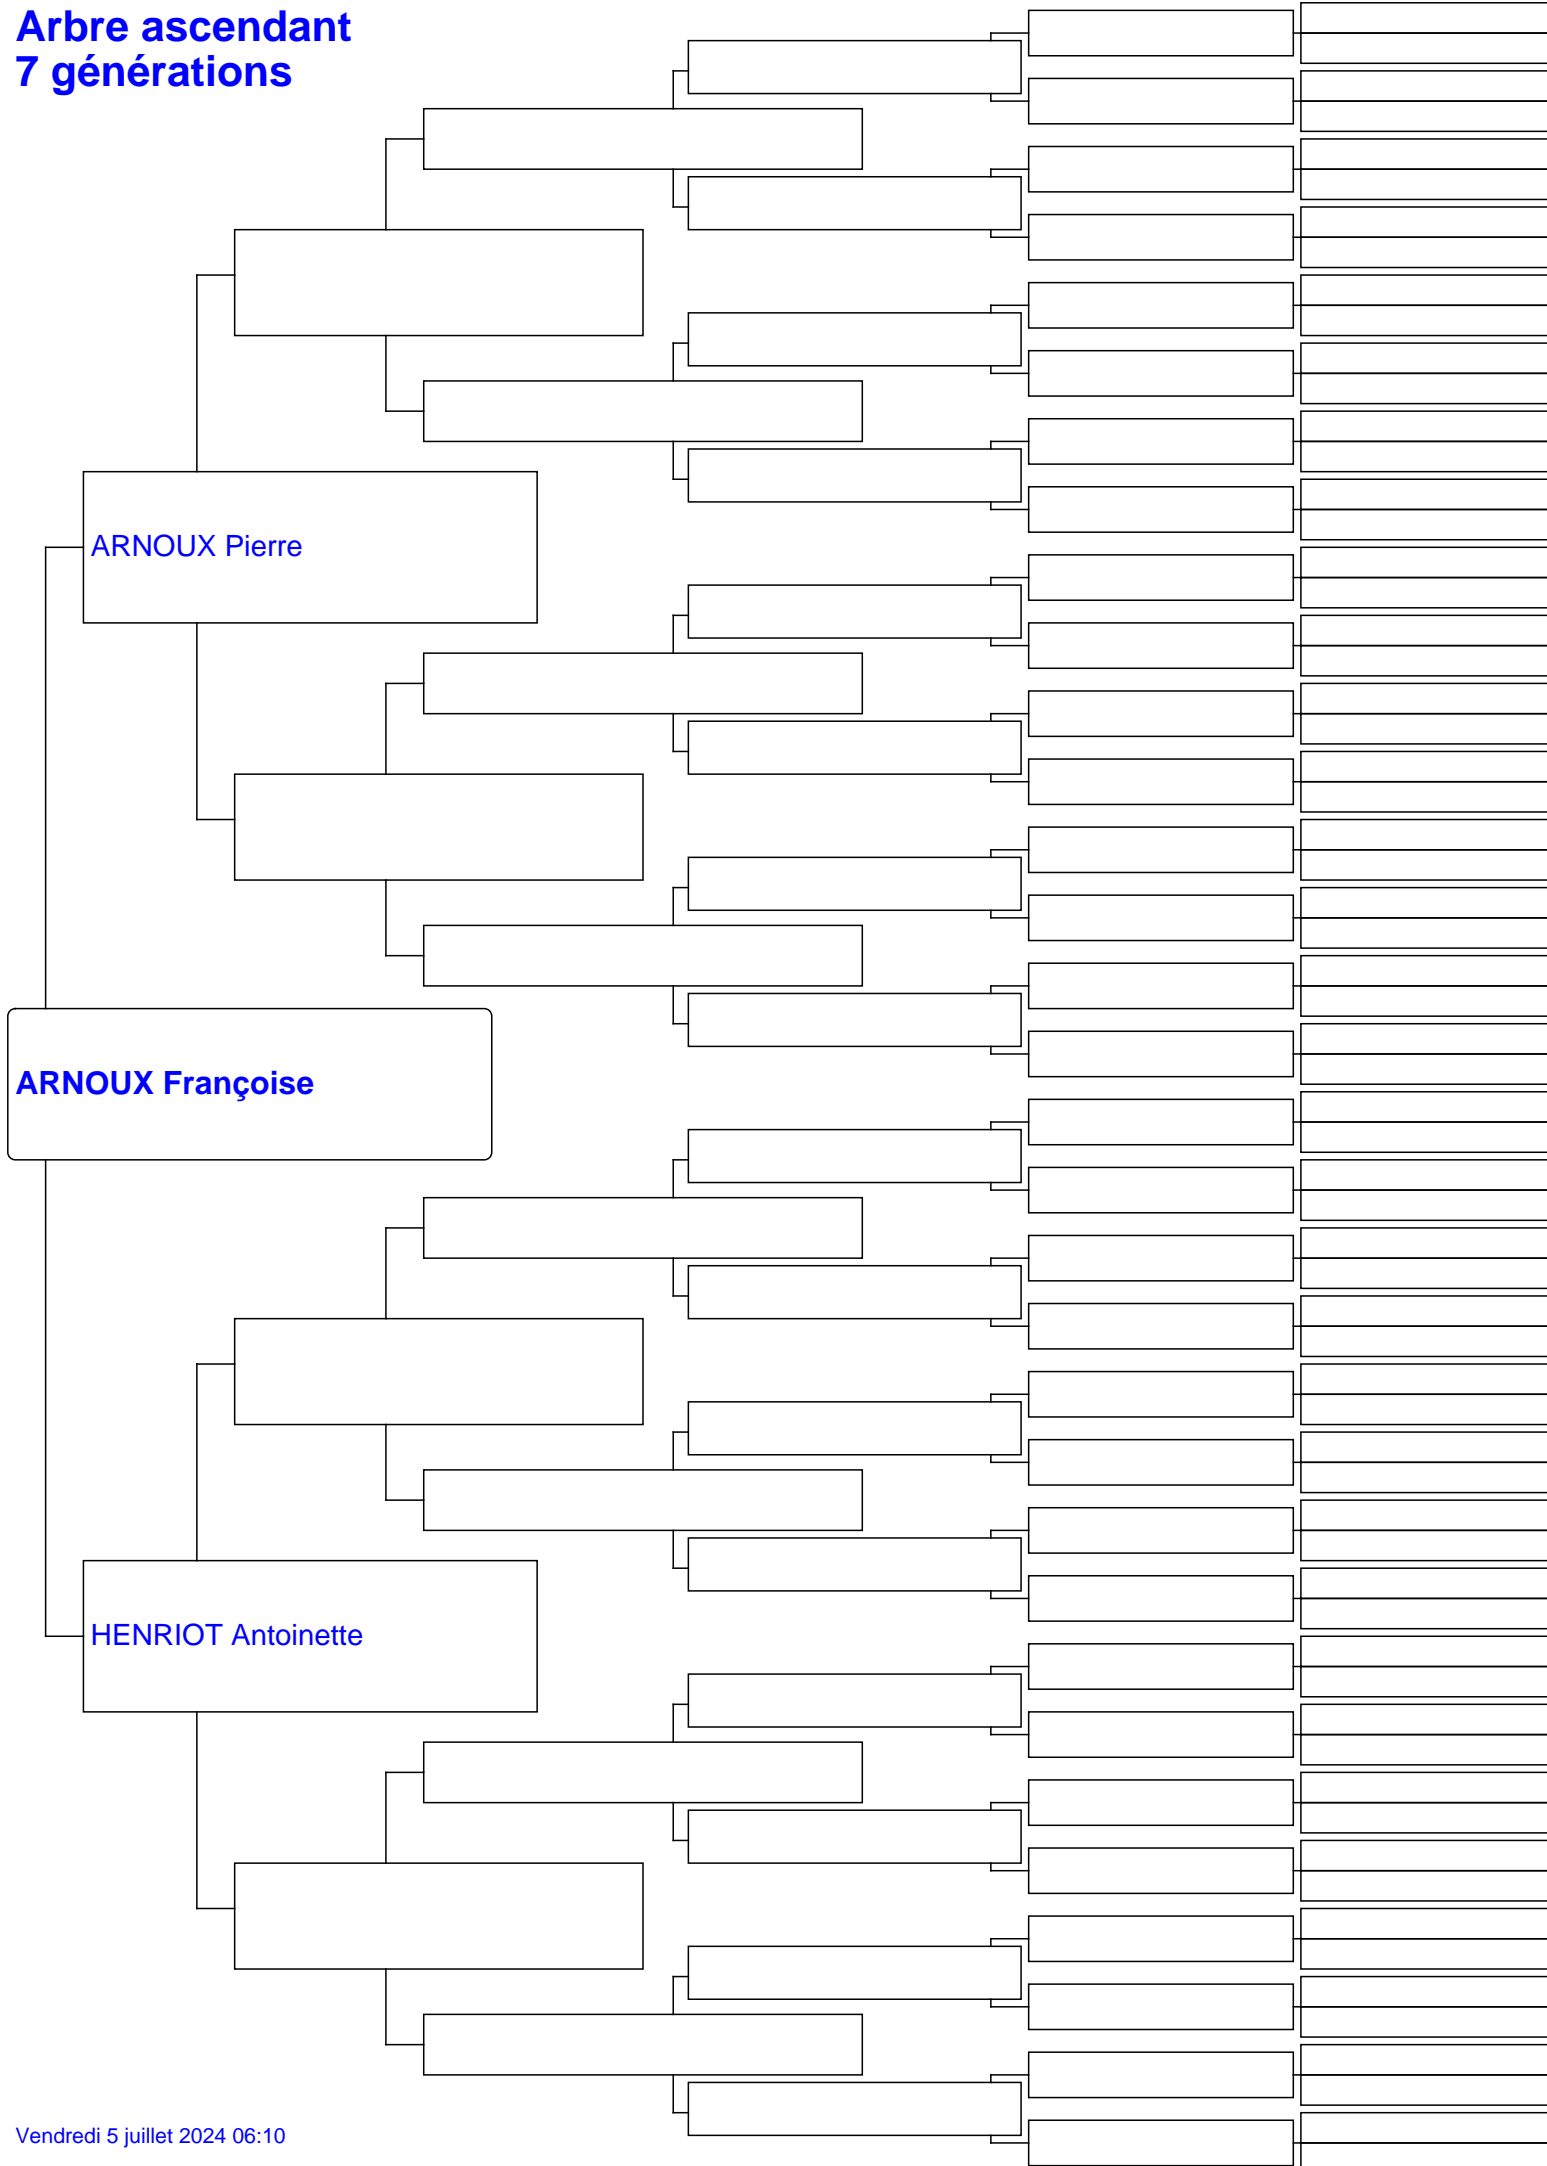 Arbre ascendant
7 générations
ARNOUX Pierre
ARNOUX Françoise
HENRIOT Antoinette
Vendredi 5 juillet 2024 06:10